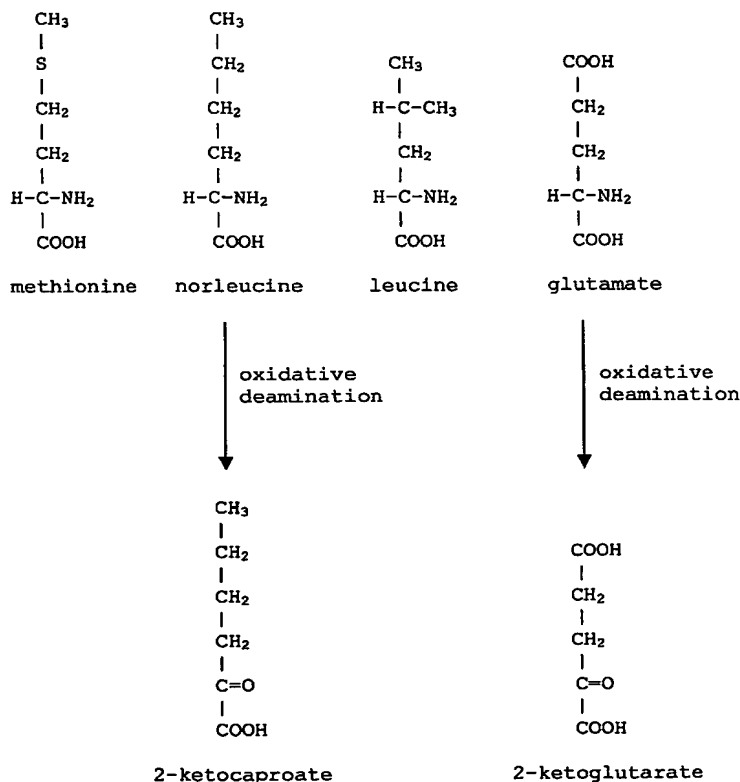 CH3 CH3
S CH2 CH3 COOH
CH2 CH2 H-C-CH3 CH2
CH2 CH2 CH2 CH2
H-C-NH2 H-C-NH2 H-C-NH2 H-C-NH2
COOH COOH COOH COOH
methionine norleucine leucine glutamate
oxidative deamination
oxidative deamination
CH3
CH2 COOH
CH2 CH2
CH2 CH2
C=O C=O
COOH COOH
2-ketocaproate 2-ketoglutarate